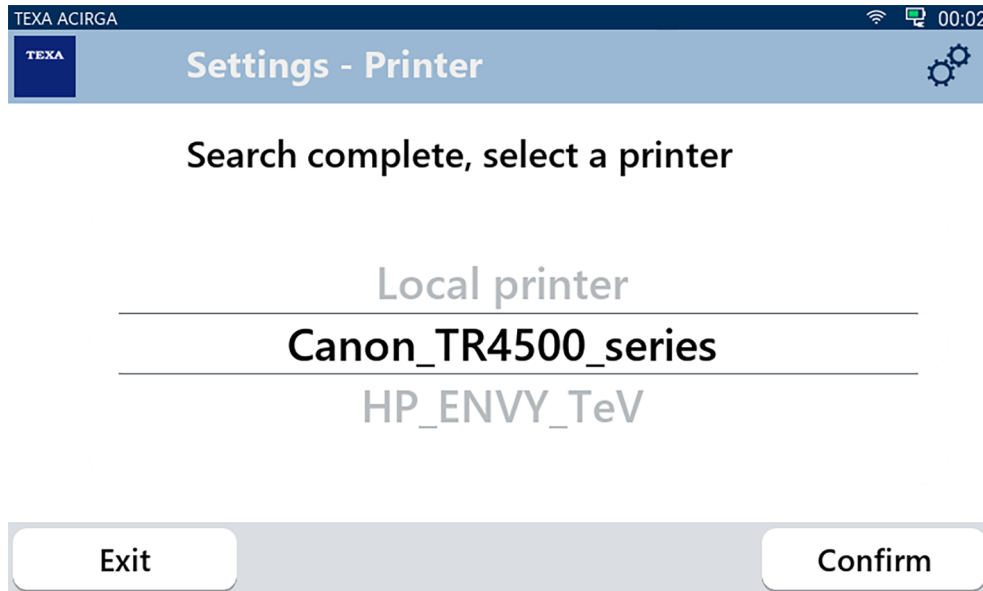 TEXA ACIRGA 00:02
TEXA
Settings - Printer
Search complete, select a printer
Local printer
Canon_TR4500_series
HP_ENVY_TeV
Exit Confirm